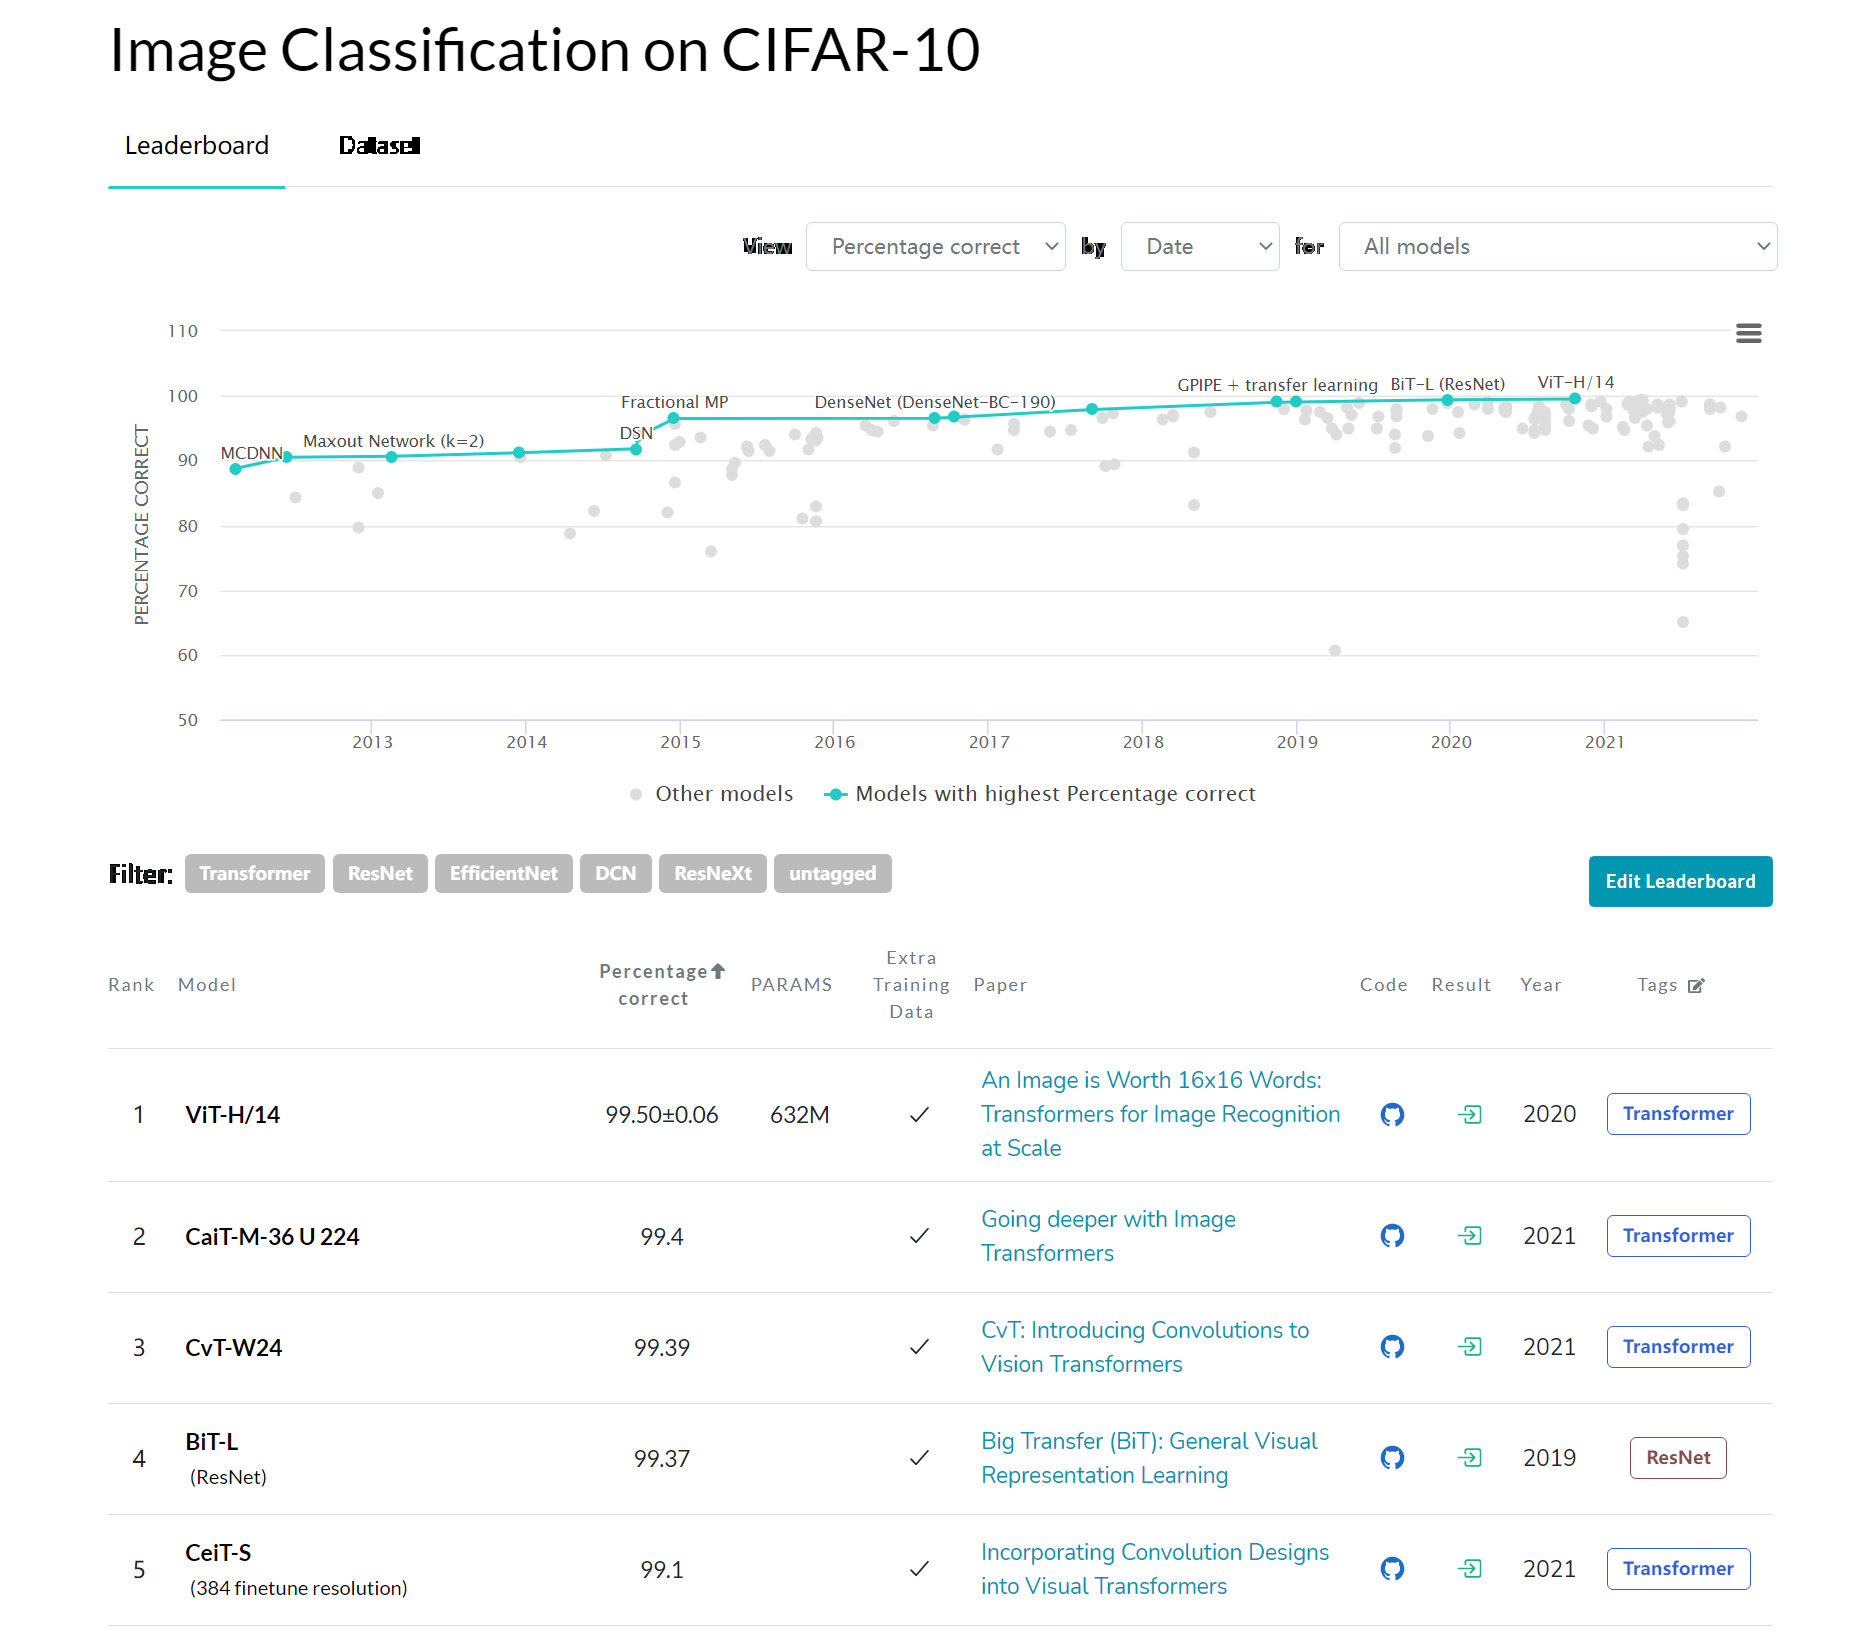 Image Classification on CIFAR-10
Leaderboard Dataset
View Percentage correct by Date for All models
110
100
90
80
70
60
50
PERCENTAGE CORRECT
MCDNN
Maxout Network (k=2)
DSN
Fractional MP
DenseNet (DenseNet-BC-190)
GPIPE + transfer learning
BiT-L (ResNet)
ViT-H/14
2013 2014 2015 2016 2017 2018 2019 2020 2021
Other models Models with highest Percentage correct
Filter: Transformer ResNet EfficientNet DCN ResNeXt untagged
Edit Leaderboard
Rank Model Percentage correct PARAMS Extra Training Data Paper Code Result Year Tags
1 ViT-H/14 99.50±0.06 632M An Image is Worth 16x16 Words: Transformers for Image Recognition at Scale 2020 Transformer
2 CaiT-M-36 U 224 99.4 Going deeper with Image Transformers 2021 Transformer
3 CvT-W24 99.39 CvT: Introducing Convolutions to Vision Transformers 2021 Transformer
4 BiT-L (ResNet) 99.37 Big Transfer (BiT): General Visual Representation Learning 2019 ResNet
5 CeiT-S (384 finetune resolution) 99.1 Incorporating Convolution Designs into Visual Transformers 2021 Transformer